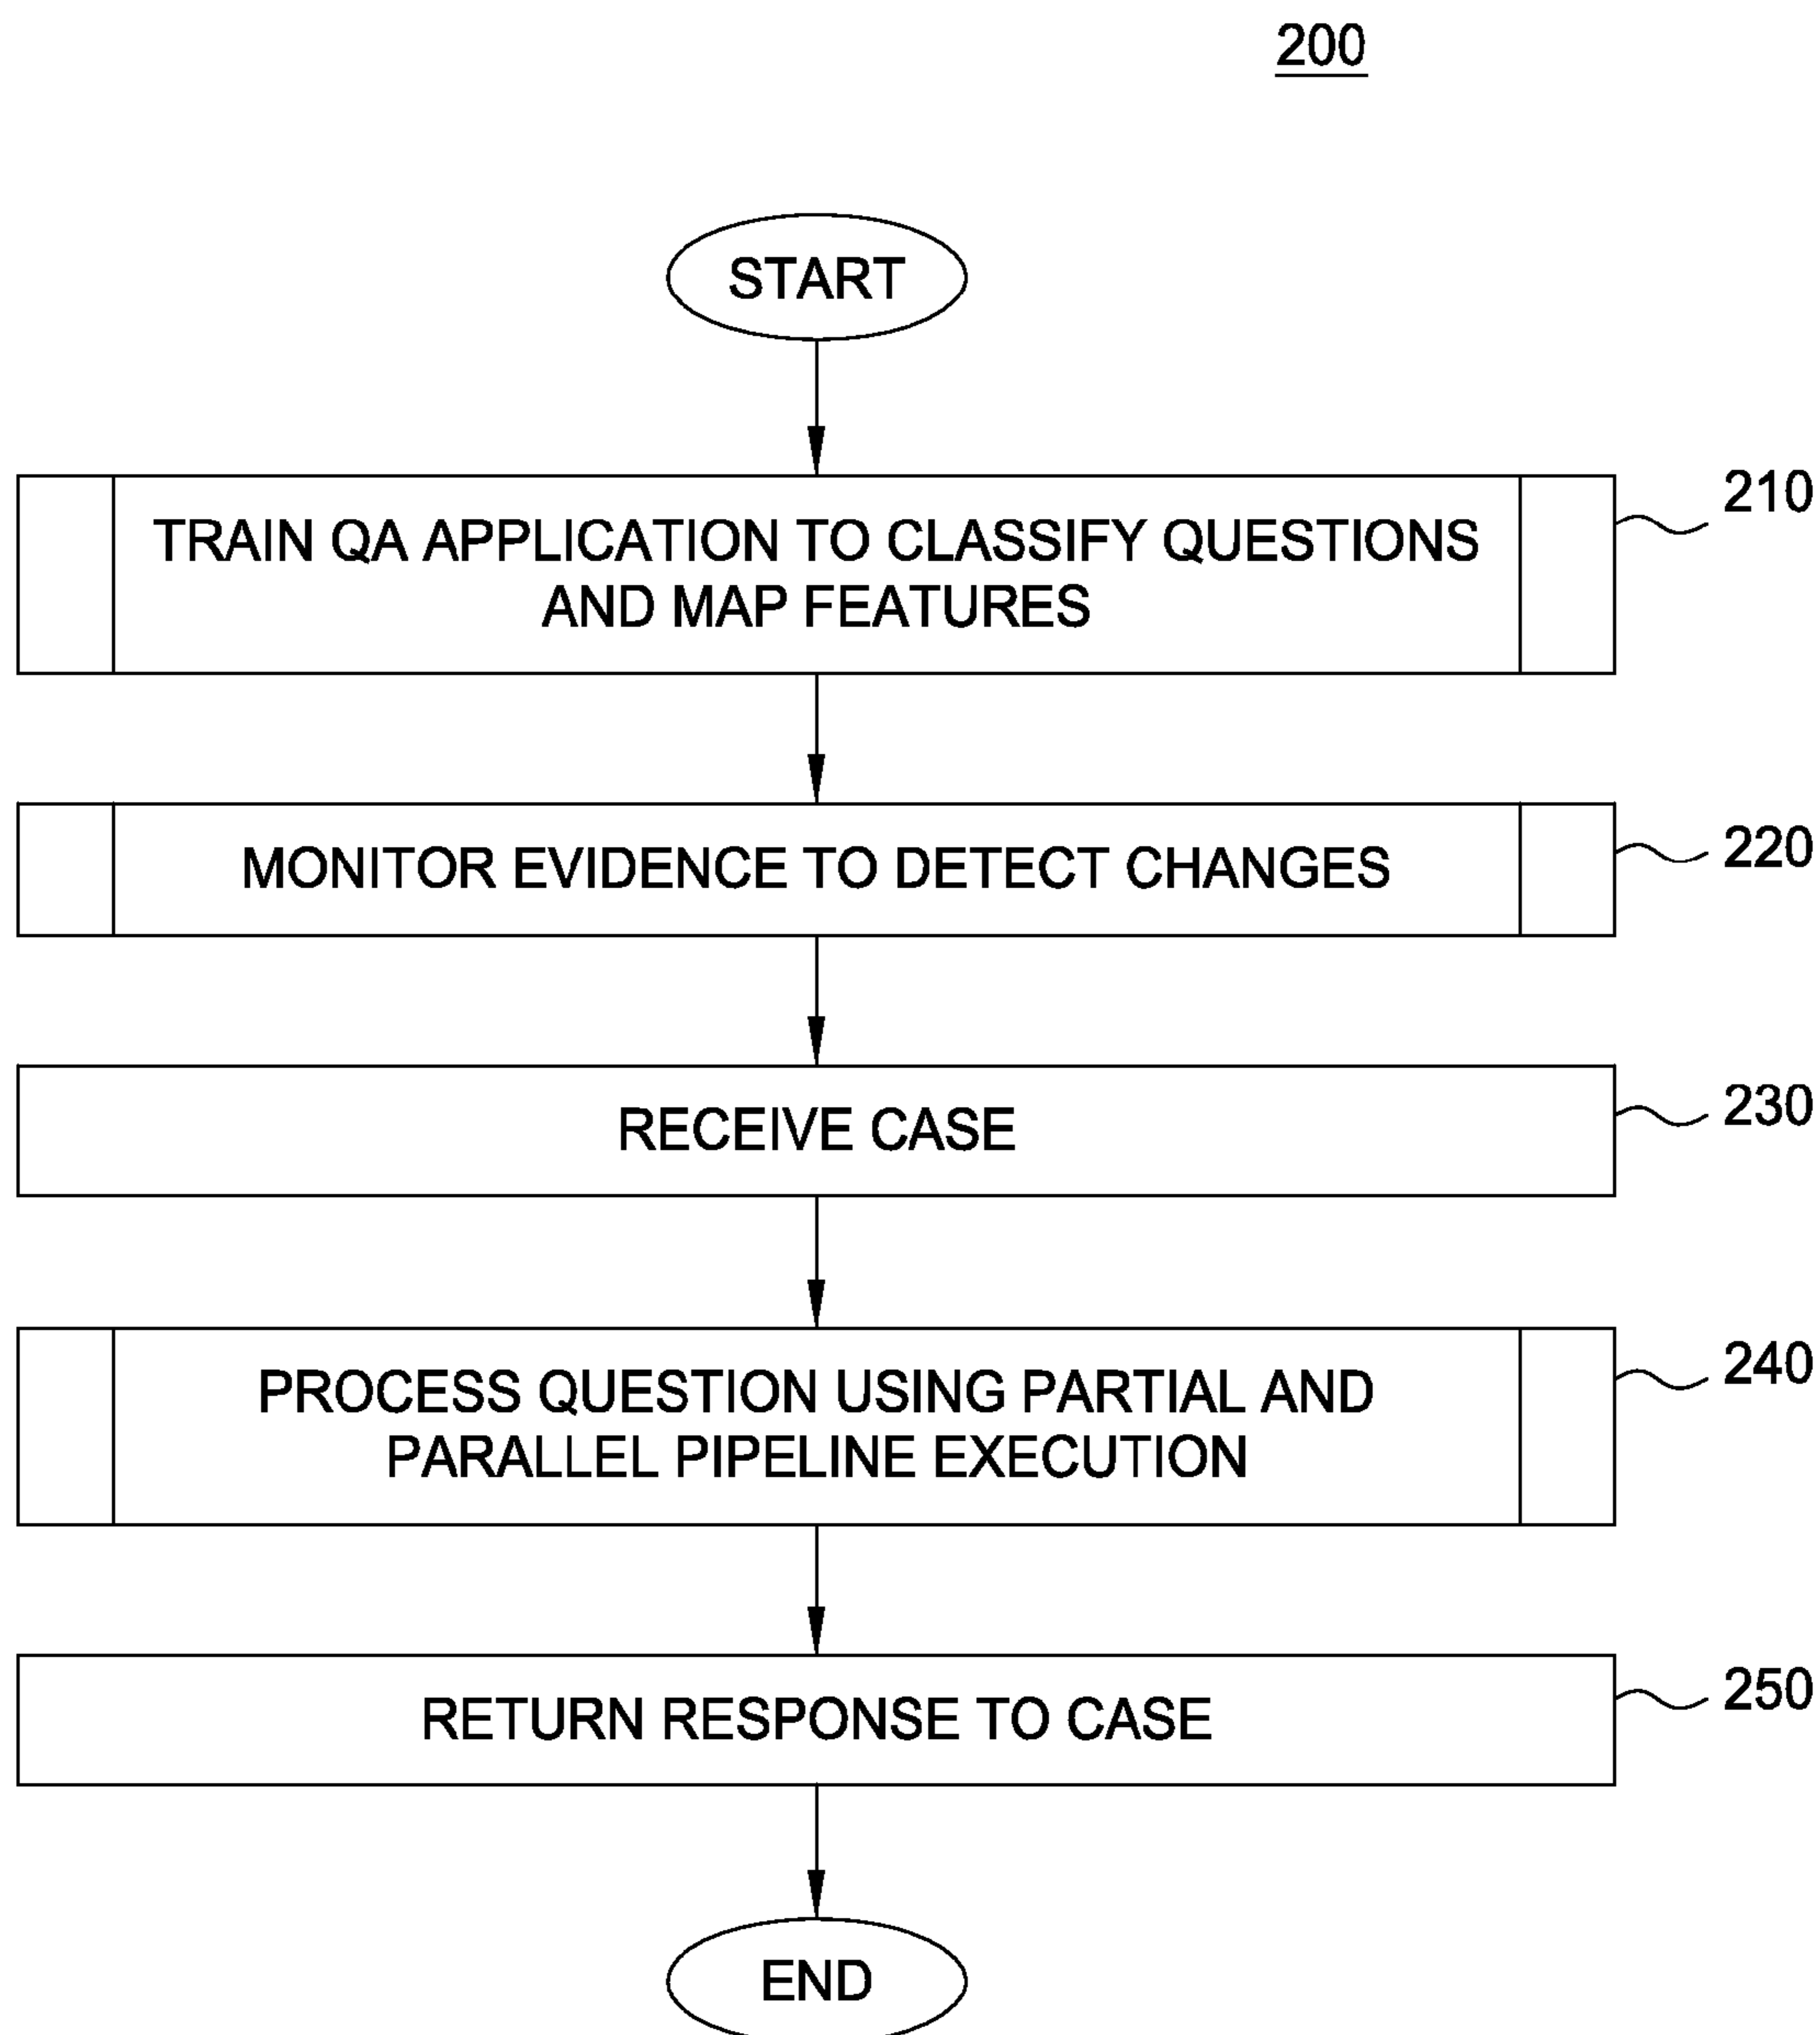 200
START
TRAIN QA APPLICATION TO CLASSIFY QUESTIONS
AND MAP FEATURES
210
MONITOR EVIDENCE TO DETECT CHANGES
220
RECEIVE CASE
230
PROCESS QUESTION USING PARTIAL AND
PARALLEL PIPELINE EXECUTION
240
RETURN RESPONSE TO CASE
250
END